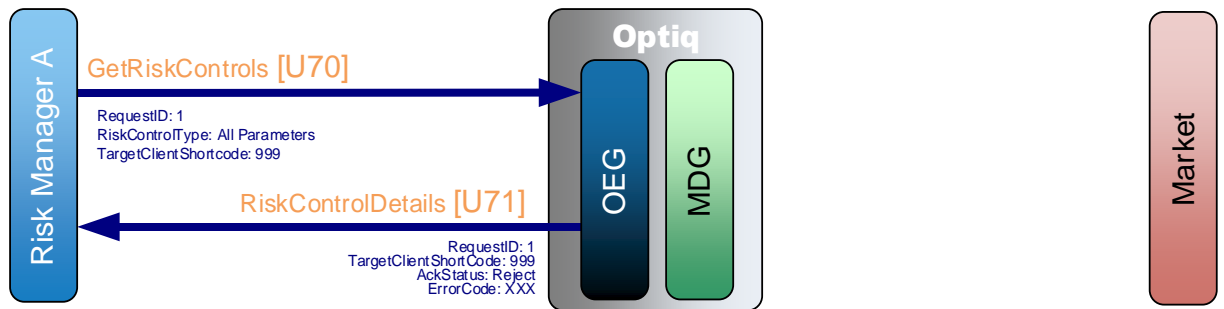 Risk Manager A
Optiq
Market
GetRiskControls [U70]
RequestID: 1
RiskControlType: All Parameters
TargetClientShortcode: 999
OEG
MDG
RiskControlDetails [U71]
RequestID: 1
TargetClientShortCode: 999
AckStatus: Reject
ErrorCode: XXX